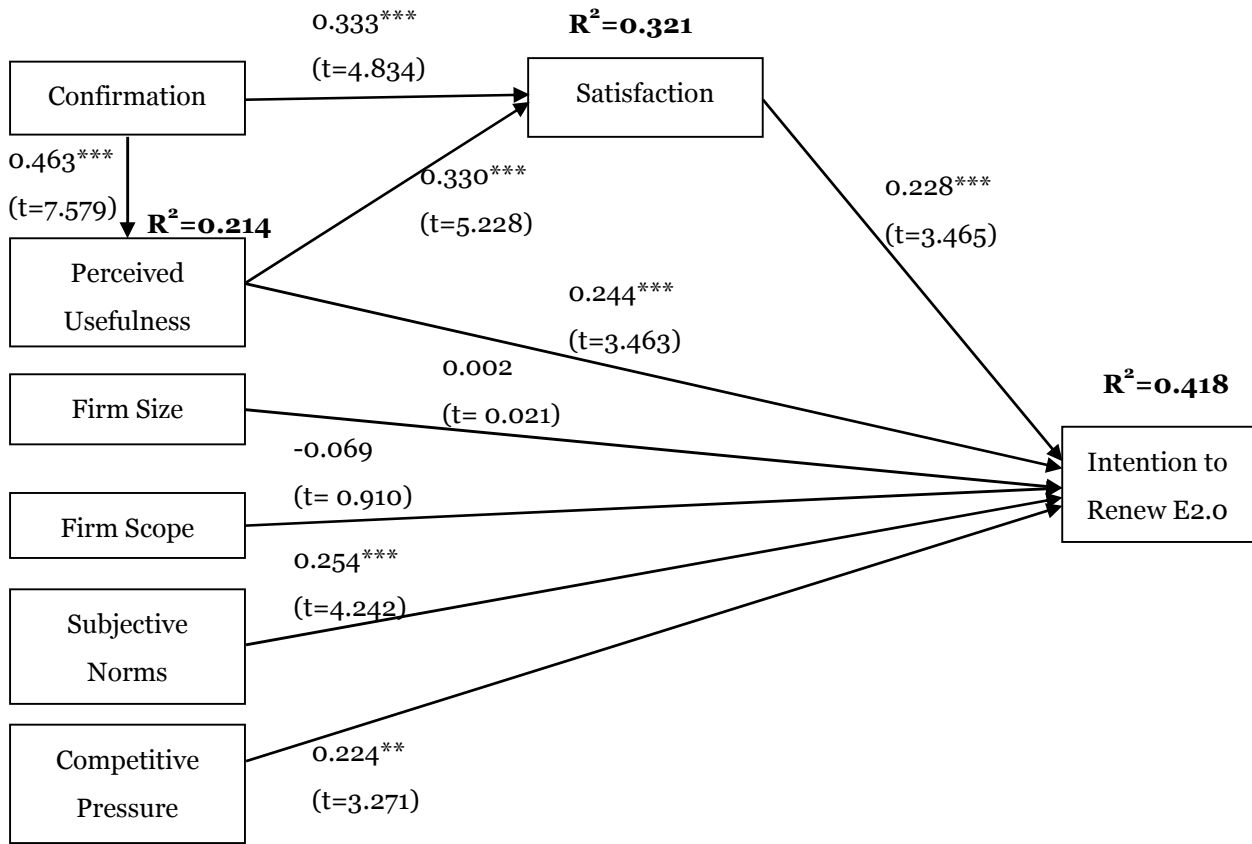 0.333***
(t=4.834)
R²=0.321
Confirmation
Satisfaction
0.463***
(t=7.579)
R²=0.214
0.330***
(t=5.228)
0.228***
(t=3.465)
Perceived
Usefulness
0.244***
(t=3.463)
Firm Size
0.002
(t= 0.021)
R²=0.418
-0.069
(t= 0.910)
Intention to
Renew E2.0
Firm Scope
0.254***
(t=4.242)
Subjective
Norms
Competitive
Pressure
0.224**
(t=3.271)